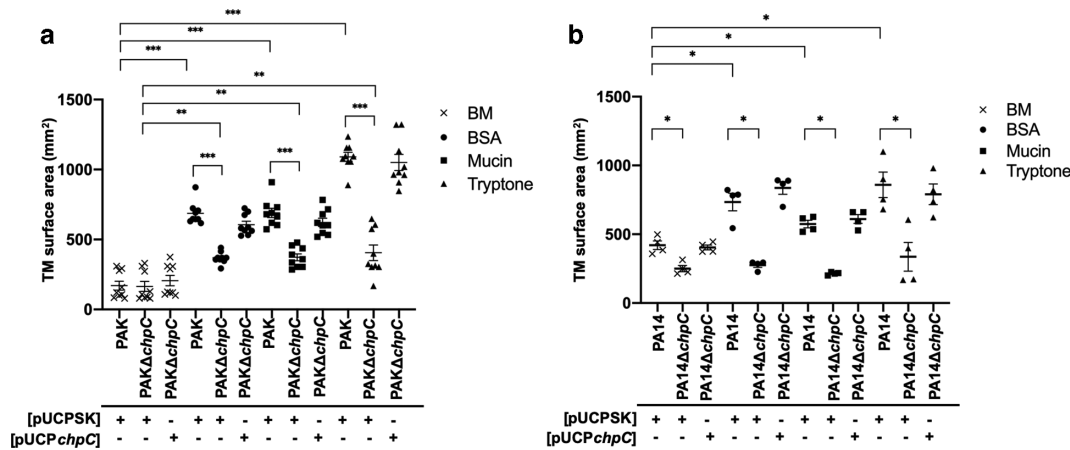 a
***
***
***
**
**
**
***
***
***
1500
1000
500
0
TM surface area (mm²)
× BM
● BSA
■ Mucin
▲ Tryptone
PAK
PAKΔchpC
PAKΔchpC
PAK
PAKΔchpC
PAKΔchpC
PAK
PAKΔchpC
PAKΔchpC
PAK
PAKΔchpC
PAKΔchpC
[pUCPSK] + + - + + - + + - + + -
[pUCPchpC] - - + - - + - - + - - +
b
*
*
*
*
*
*
*
1500
1000
500
0
TM surface area (mm²)
× BM
● BSA
■ Mucin
▲ Tryptone
PA14
PA14ΔchpC
PA14ΔchpC
PA14
PA14ΔchpC
PA14ΔchpC
PA14
PA14ΔchpC
PA14ΔchpC
PA14
PA14ΔchpC
PA14ΔchpC
[pUCPSK] + + - + + - + + - + + -
[pUCPchpC] - - + - - + - - + - - +